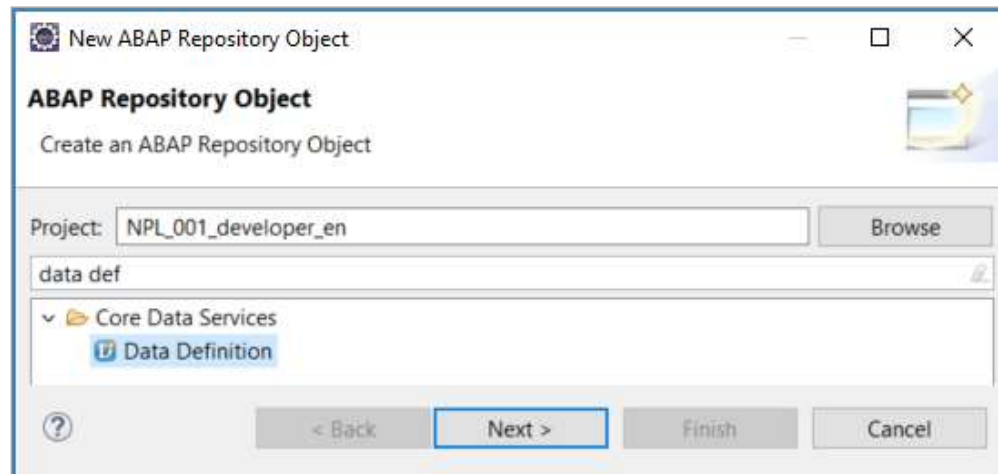 New ABAP Repository Object
ABAP Repository Object
Create an ABAP Repository Object
Project: NPL_001_developer_en Browse
data def
Core Data Services
Data Definition
? < Back Next > Finish Cancel